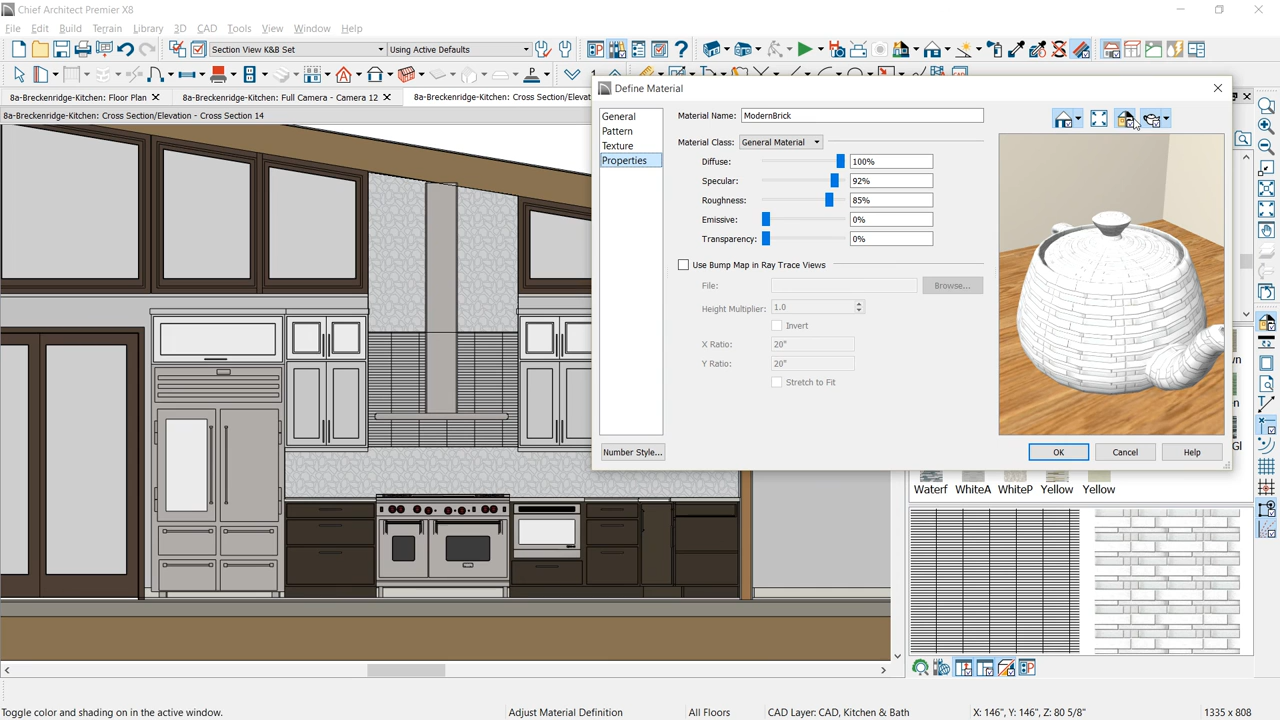 Chief Architect Premier X8
File Edit Build Terrain Library 3D CAD Tools View Window Help
Section View K&B Set Using Active Defaults
8a-Breckenridge-Kitchen: Floor Plan 8a-Breckenridge-Kitchen: Full Camera - Camera 12 8a-Breckenridge-Kitchen: Cross Section/Elevat
8a-Breckenridge-Kitchen: Cross Section/Elevation - Cross Section 14
Define Material
General
Pattern
Texture
Properties
Material Name: ModernBrick
Material Class: General Material
Diffuse: 100%
Specular: 92%
Roughness: 85%
Emissive: 0%
Transparency: 0%
Use Bump Map in Ray Trace Views
File: Browse...
Height Multiplier: 1.0
Invert
X Ratio: 20"
Y Ratio: 20"
Stretch to Fit
Number Style... OK Cancel Help
Waterf WhiteA WhiteP Yellow Yellow
Toggle color and shading on in the active window. Adjust Material Definition All Floors CAD Layer: CAD, Kitchen & Bath X: 146", Y: 146", Z: 80 5/8" 1335 x 808